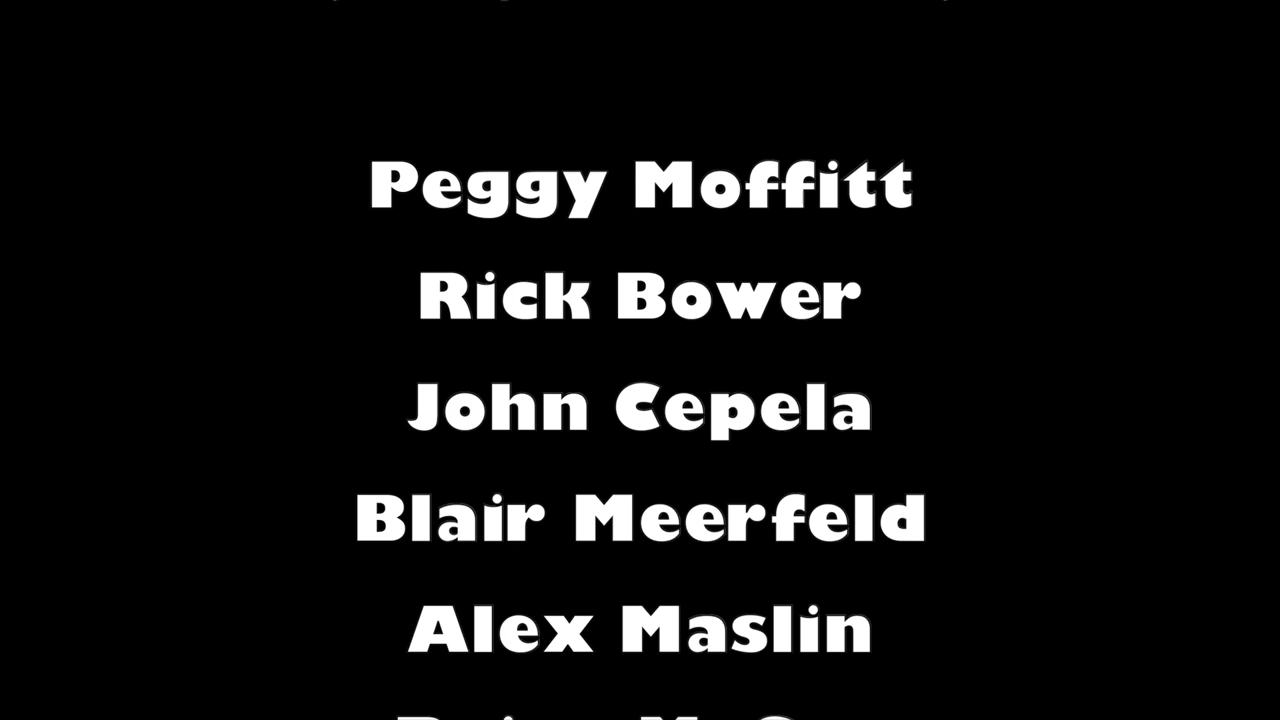 Peggy Moffitt
Rick Bower
John Cepela
Blair Meerfeld
Alex Maslin